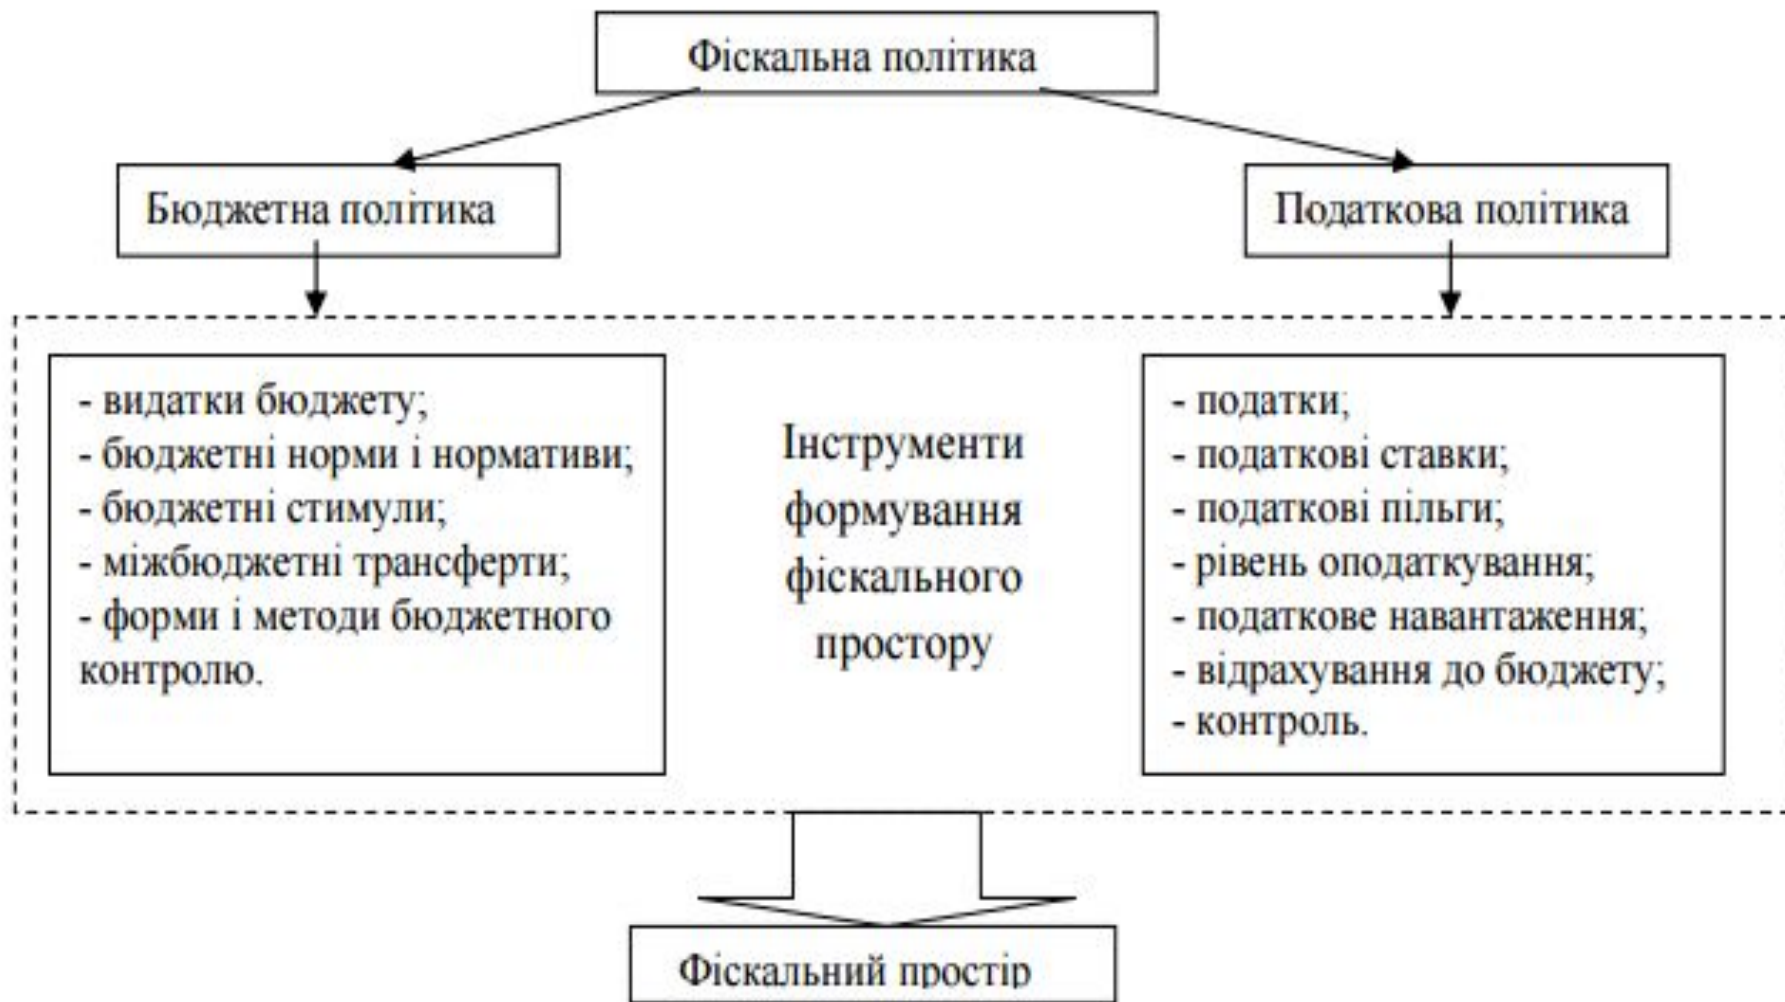 Фіскальна політика
Бюджетна політика
Податкова політика
- видатки бюджету;
- бюджетні норми і нормативи;
- бюджетні стимули;
- міжбюджетні трансферти;
- форми і методи бюджетного
контролю.
Інструменти
формування
фіскального
простору
- податки;
- податкові ставки;
- податкові пільги;
- рівень оподаткування;
- податкове навантаження;
- відрахування до бюджету;
- контроль.
Фіскальний простір